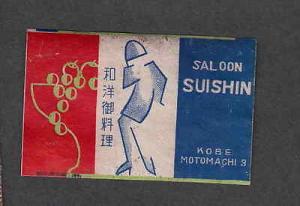 和洋御料理
SALOON
SUISHIN
KOBE
MOTOMACHI 3